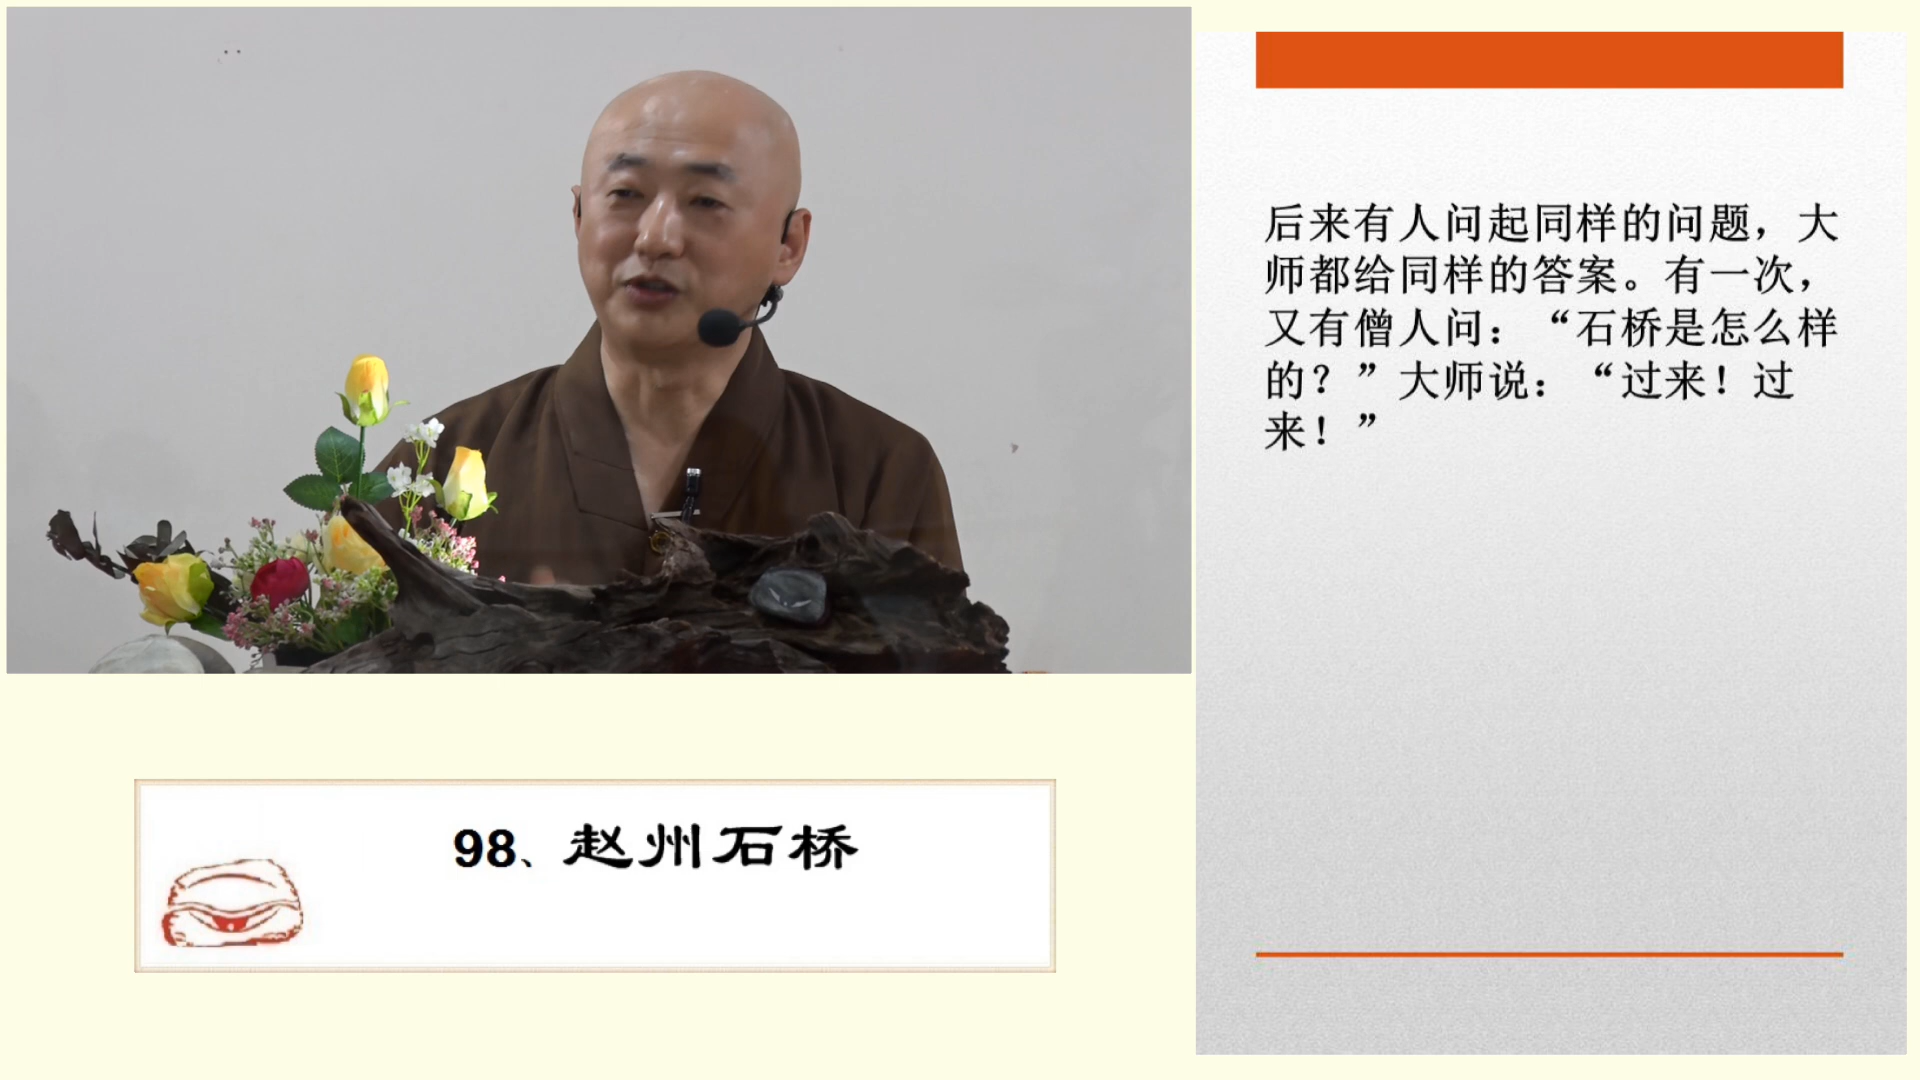 后来有人问起同样的问题，大
师都给同样的答案。有一次，
又有僧人问：“石桥是怎么样
的？”大师说：“过来！过
来！”
98、赵州石桥